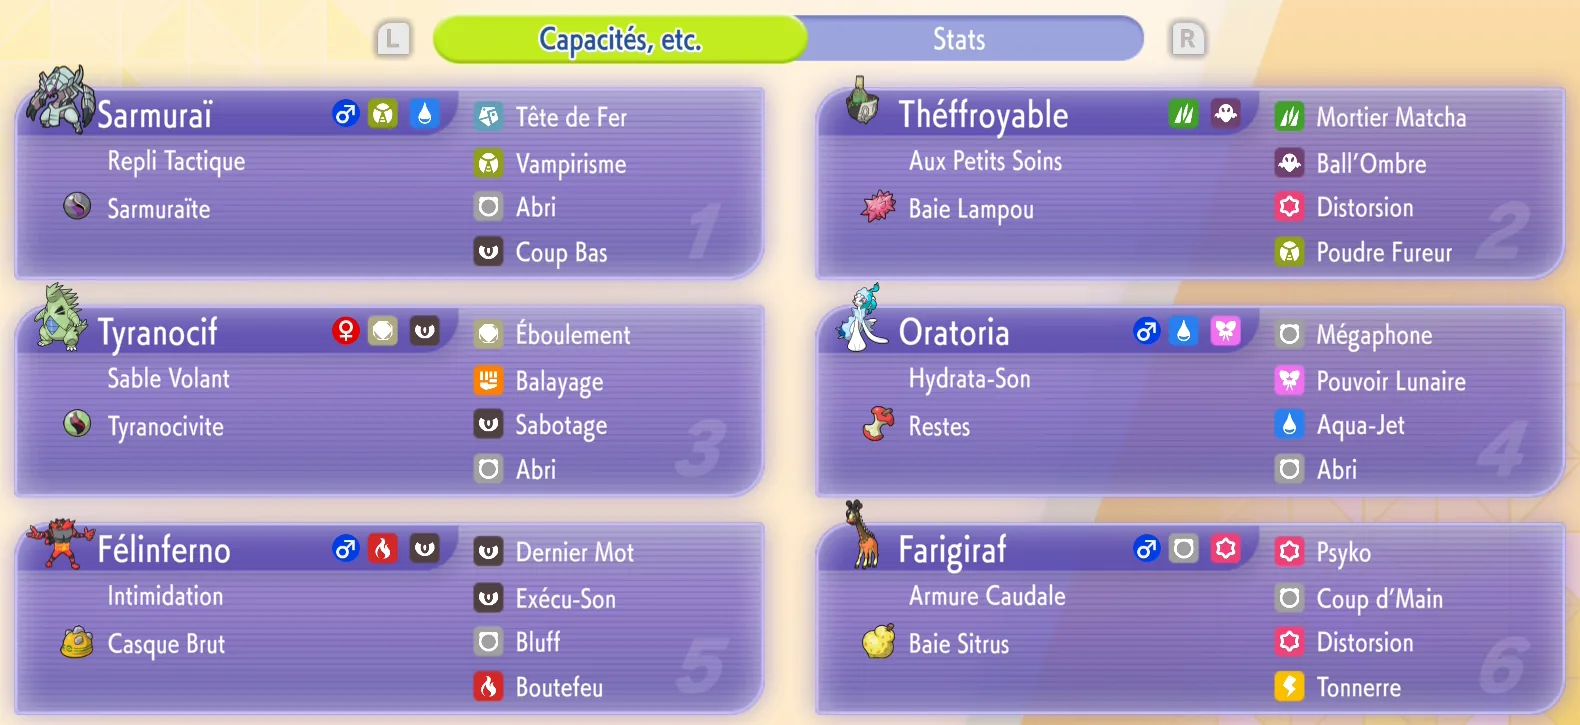 L
Capacités, etc.
Stats
R
Sarmuraï
Repli Tactique
Sarmuraïte
Tête de Fer
Vampirisme
Abri
Coup Bas
1
Théffroyable
Aux Petits Soins
Baie Lampou
Mortier Matcha
Ball'Ombre
Distorsion
Poudre Fureur
2
Tyranocif
Sable Volant
Tyranocivite
Éboulement
Balayage
Sabotage
Abri
3
Oratoria
Hydrata-Son
Restes
Mégaphone
Pouvoir Lunaire
Aqua-Jet
Abri
4
Félinferno
Intimidation
Casque Brut
Dernier Mot
Exécu-Son
Bluff
Boutefeu
5
Farigiraf
Armure Caudale
Baie Sitrus
Psyko
Coup d'Main
Distorsion
Tonnerre
6